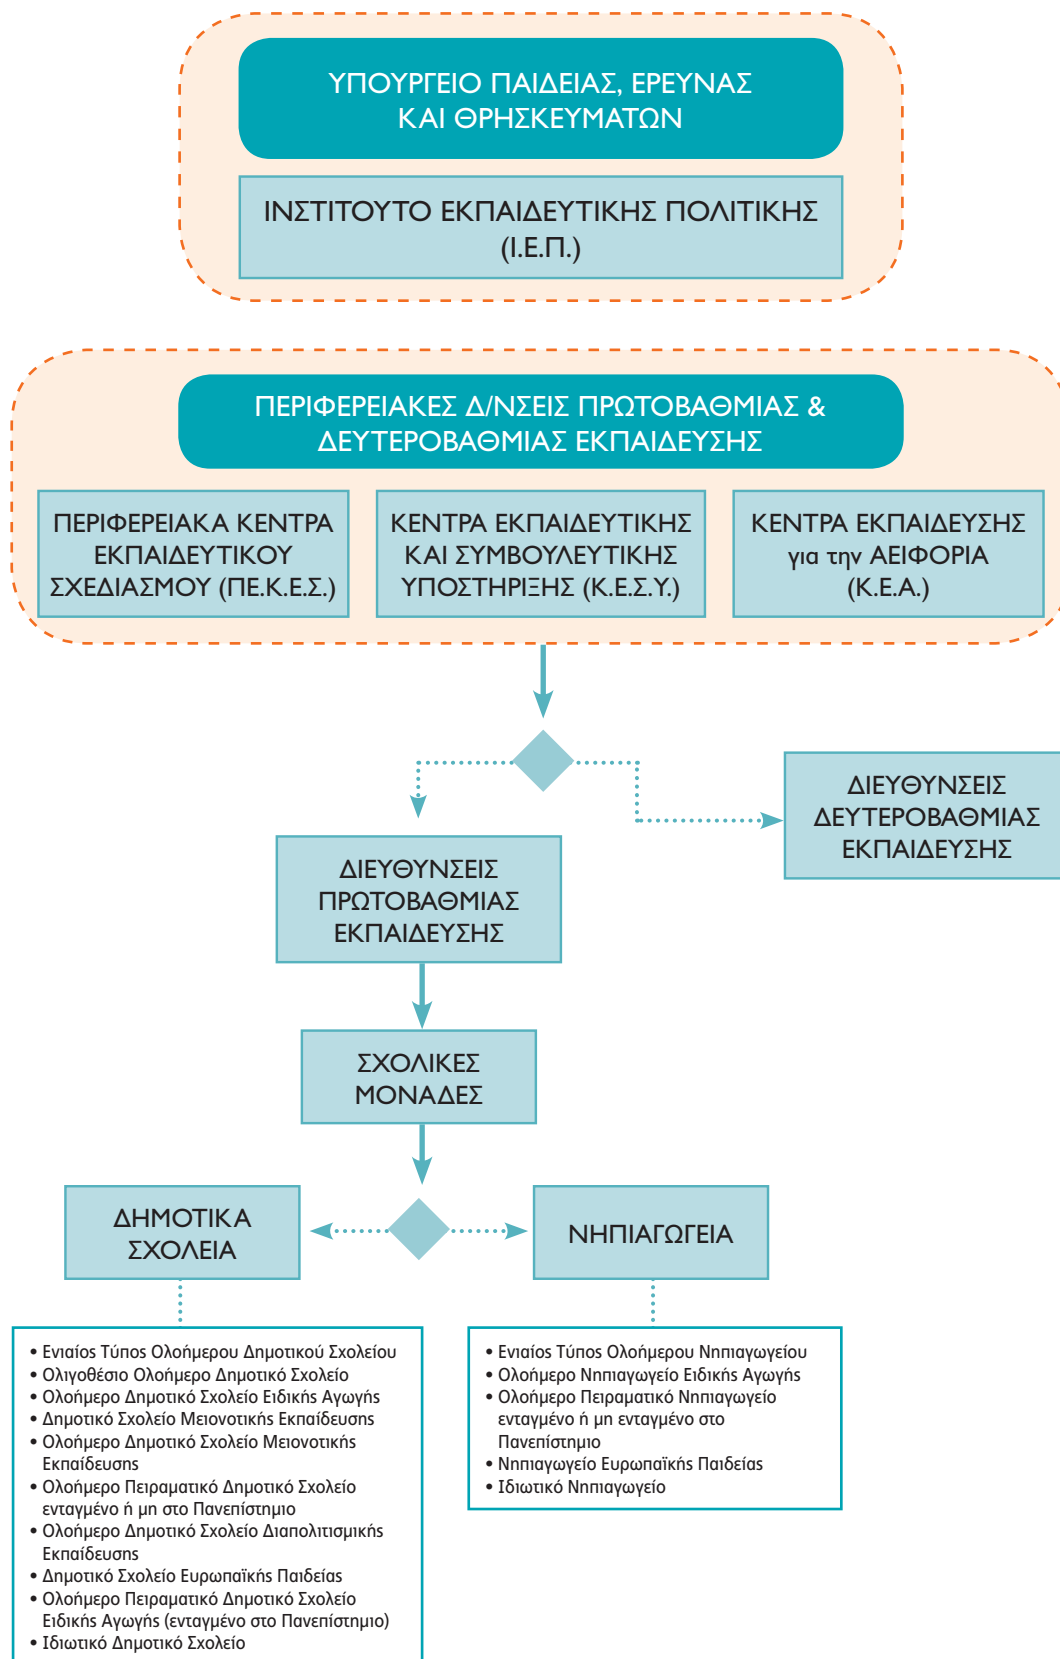 ΥΠΟΥΡΓΕΙΟ ΠΑΙΔΕΙΑΣ, ΕΡΕΥΝΑΣ
ΚΑΙ ΘΡΗΣΚΕΥΜΑΤΩΝ
ΙΝΣΤΙΤΟΥΤΟ ΕΚΠΑΙΔΕΥΤΙΚΗΣ ΠΟΛΙΤΙΚΗΣ
(Ι.Ε.Π.)
ΠΕΡΙΦΕΡΕΙΑΚΕΣ Δ/ΝΣΕΙΣ ΠΡΩΤΟΒΑΘΜΙΑΣ &
ΔΕΥΤΕΡΟΒΑΘΜΙΑΣ ΕΚΠΑΙΔΕΥΣΗΣ
ΠΕΡΙΦΕΡΕΙΑΚΑ ΚΕΝΤΡΑ
ΕΚΠΑΙΔΕΥΤΙΚΟΥ
ΣΧΕΔΙΑΣΜΟΥ (ΠΕ.Κ.Ε.Σ.)
ΚΕΝΤΡΑ ΕΚΠΑΙΔΕΥΤΙΚΗΣ
ΚΑΙ ΣΥΜΒΟΥΛΕΥΤΙΚΗΣ
ΥΠΟΣΤΗΡΙΞΗΣ (Κ.Ε.Σ.Υ.)
ΚΕΝΤΡΑ ΕΚΠΑΙΔΕΥΣΗΣ
για την ΑΕΙΦΟΡΙΑ
(Κ.Ε.Α.)
ΔΙΕΥΘΥΝΣΕΙΣ
ΔΕΥΤΕΡΟΒΑΘΜΙΑΣ
ΕΚΠΑΙΔΕΥΣΗΣ
ΔΙΕΥΘΥΝΣΕΙΣ
ΠΡΩΤΟΒΑΘΜΙΑΣ
ΕΚΠΑΙΔΕΥΣΗΣ
ΣΧΟΛΙΚΕΣ
ΜΟΝΑΔΕΣ
ΔΗΜΟΤΙΚΑ
ΣΧΟΛΕΙΑ
ΝΗΠΙΑΓΩΓΕΙΑ
• Ενιαίος Τύπος Ολοήμερου Δημοτικού Σχολείου
• Ολιγοθέσιο Ολοήμερο Δημοτικό Σχολείο
• Ολοήμερο Δημοτικό Σχολείο Ειδικής Αγωγής
• Δημοτικό Σχολείο Μειονοτικής Εκπαίδευσης
• Ολοήμερο Δημοτικό Σχολείο Μειονοτικής
Εκπαίδευσης
• Ολοήμερο Πειραματικό Δημοτικό Σχολείο
ενταγμένο ή μη στο Πανεπίστημιο
• Ολοήμερο Δημοτικό Σχολείο Διαπολιτισμικής
Εκπαίδευσης
• Δημοτικό Σχολείο Ευρωπαϊκής Παιδείας
• Ολοήμερο Πειραματικό Δημοτικό Σχολείο
Ειδικής Αγωγής (ενταγμένο στο Πανεπίστημιο)
• Ιδιωτικό Δημοτικό Σχολείο
• Ενιαίος Τύπος Ολοήμερου Νηπιαγωγείου
• Ολοήμερο Νηπιαγωγείο Ειδικής Αγωγής
• Ολοήμερο Πειραματικό Νηπιαγωγείο
ενταγμένο ή μη ενταγμένο στο
Πανεπίστημιο
• Νηπιαγωγείο Ευρωπαϊκής Παιδείας
• Ιδιωτικό Νηπιαγωγείο